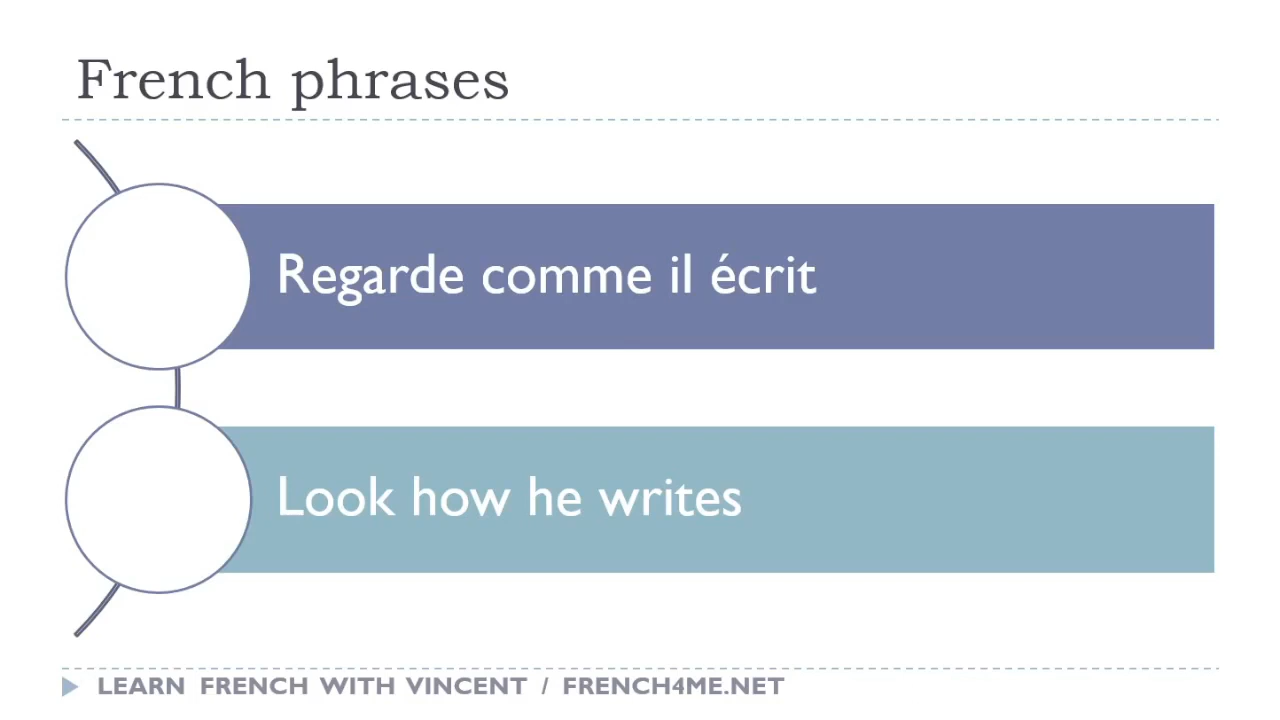 French phrases
Regarde comme il écrit
Look how he writes
LEARN FRENCH WITH VINCENT / FRENCH4ME.NET